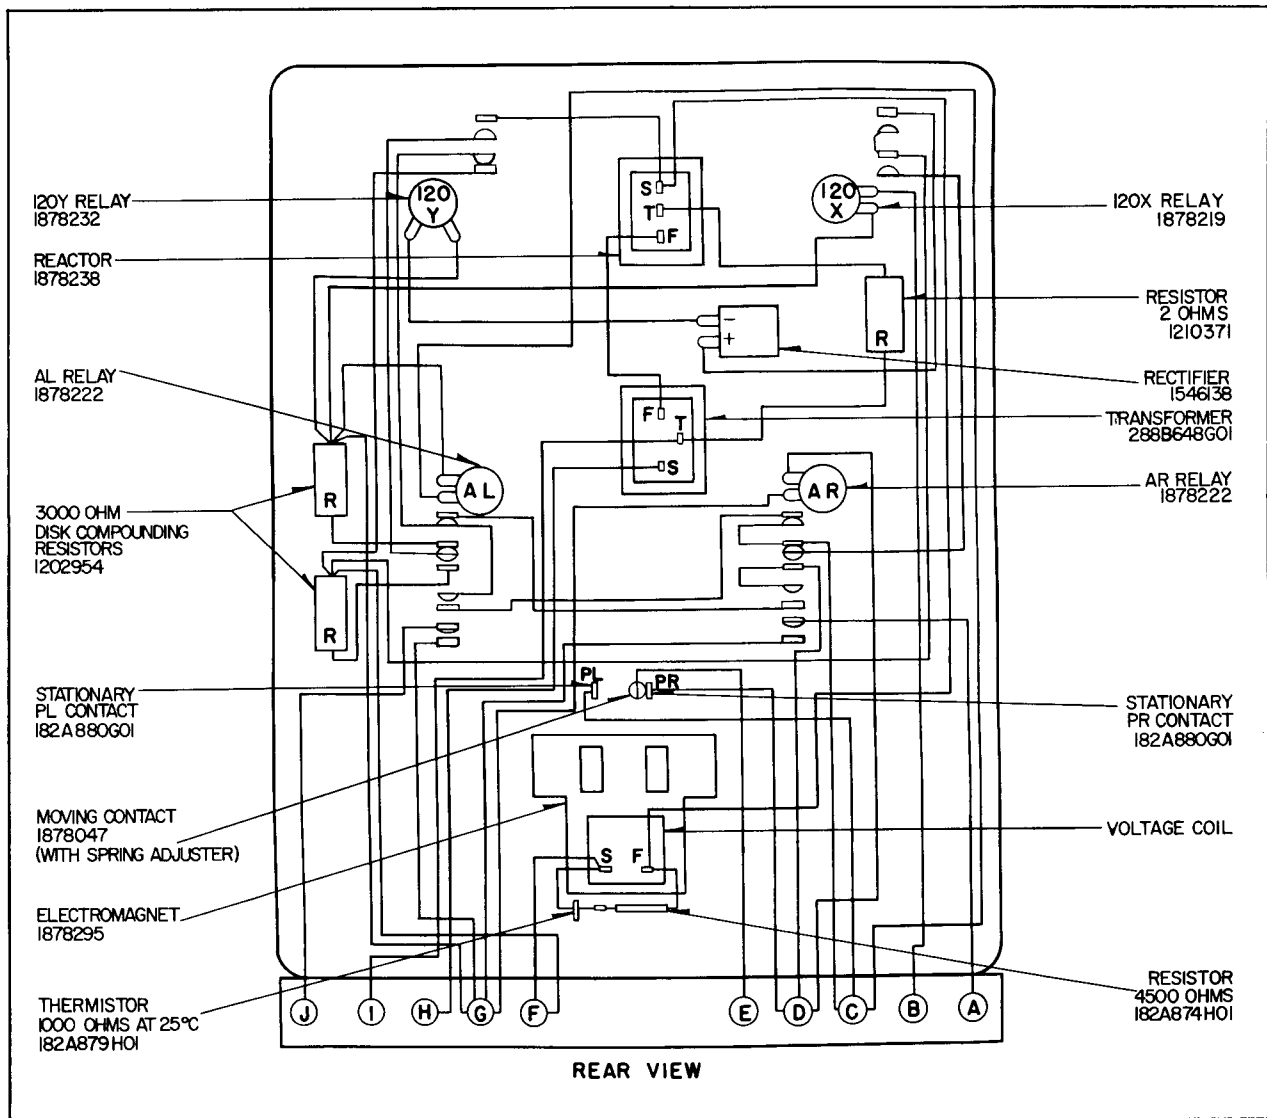 120Y RELAY
1878232
REACTOR
1878238
AL RELAY
1878222
3000 OHM
DISK COMPOUNDING
RESISTORS
1202954
STATIONARY
PL CONTACT
182A880G01
MOVING CONTACT
1878047
(WITH SPRING ADJUSTER)
ELECTROMAGNET
1878295
THERMISTOR
1000 OHMS AT 25°C
182A879H01
120
Y
S
T
F
120
X
R
-
+
F
T
S
R
AL
AR
R
PL
PR
S F
120X RELAY
1878219
RESISTOR
2 OHMS
1210371
RECTIFIER
1546138
TRANSFORMER
288B648G01
AR RELAY
1878222
STATIONARY
PR CONTACT
182A880G01
VOLTAGE COIL
RESISTOR
4500 OHMS
182A874H01
J I H G F E D C B A
REAR VIEW